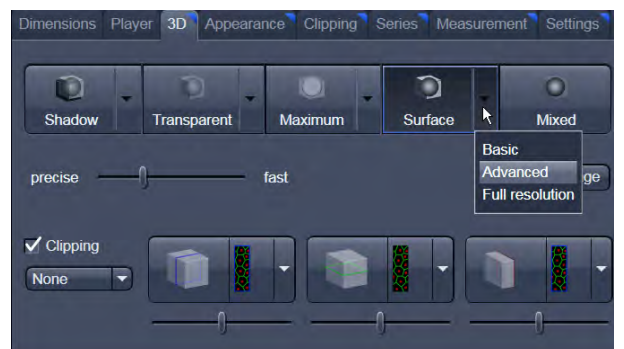 Dimensions Player 3D Appearance Clipping Series Measurement Settings
Shadow Transparent Maximum Surface Mixed
Basic
precise fast Advanced ge
Full resolution
Clipping
None